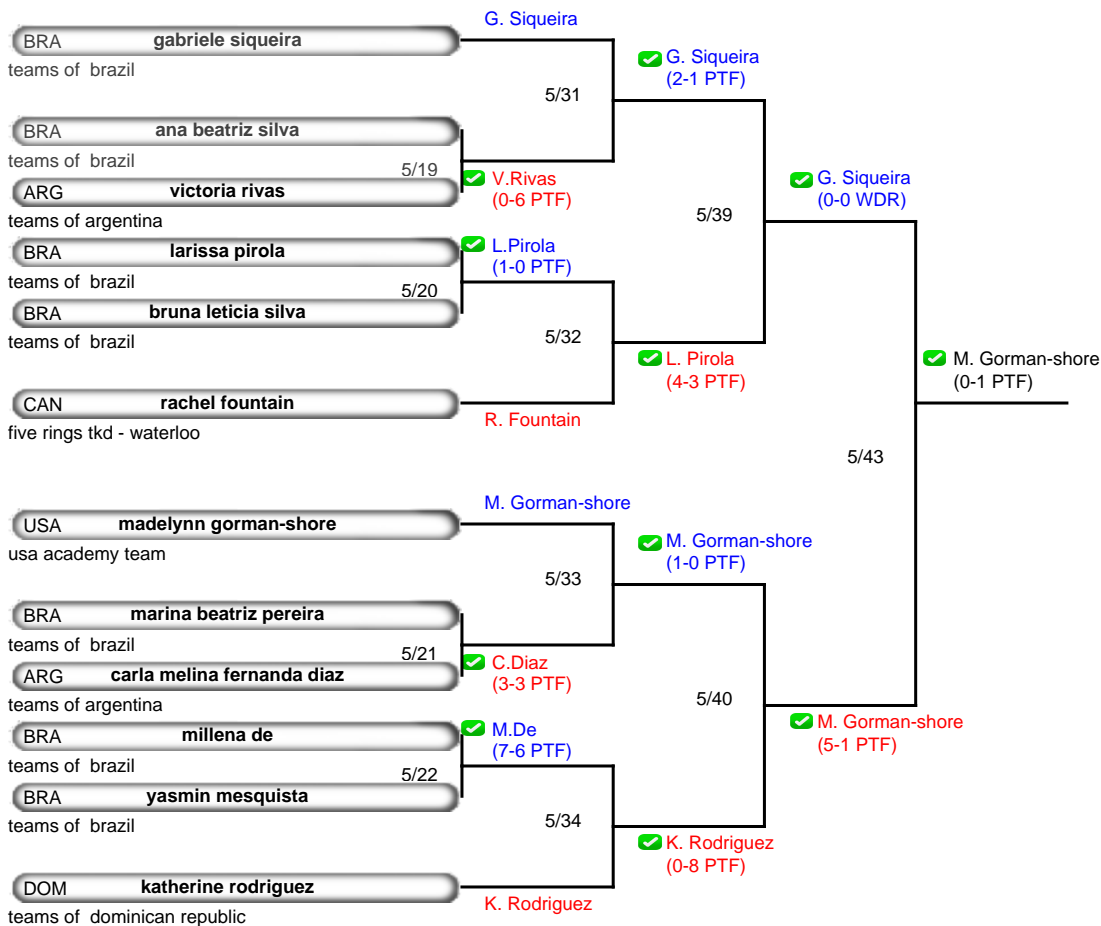 G. Siqueira
BRA gabriele siqueira
teams of brazil
G. Siqueira
(2-1 PTF)
5/31
BRA ana beatriz silva
teams of brazil
5/19
V.Rivas
(0-6 PTF)
ARG victoria rivas
teams of argentina
G. Siqueira
(0-0 WDR)
5/39
BRA larissa pirola
teams of brazil
L.Pirola
(1-0 PTF)
5/20
BRA bruna leticia silva
teams of brazil
5/32
L. Pirola
(4-3 PTF)
CAN rachel fountain
five rings tkd - waterloo
R. Fountain
M. Gorman-shore
(0-1 PTF)
5/43
M. Gorman-shore
USA madelynn gorman-shore
usa academy team
M. Gorman-shore
(1-0 PTF)
5/33
BRA marina beatriz pereira
teams of brazil
5/21
C.Diaz
(3-3 PTF)
ARG carla melina fernanda diaz
teams of argentina
5/40
M. Gorman-shore
(5-1 PTF)
BRA millena de
teams of brazil
M.De
(7-6 PTF)
5/22
BRA yasmin mesquista
teams of brazil
5/34
K. Rodriguez
(0-8 PTF)
DOM katherine rodriguez
teams of dominican republic
K. Rodriguez